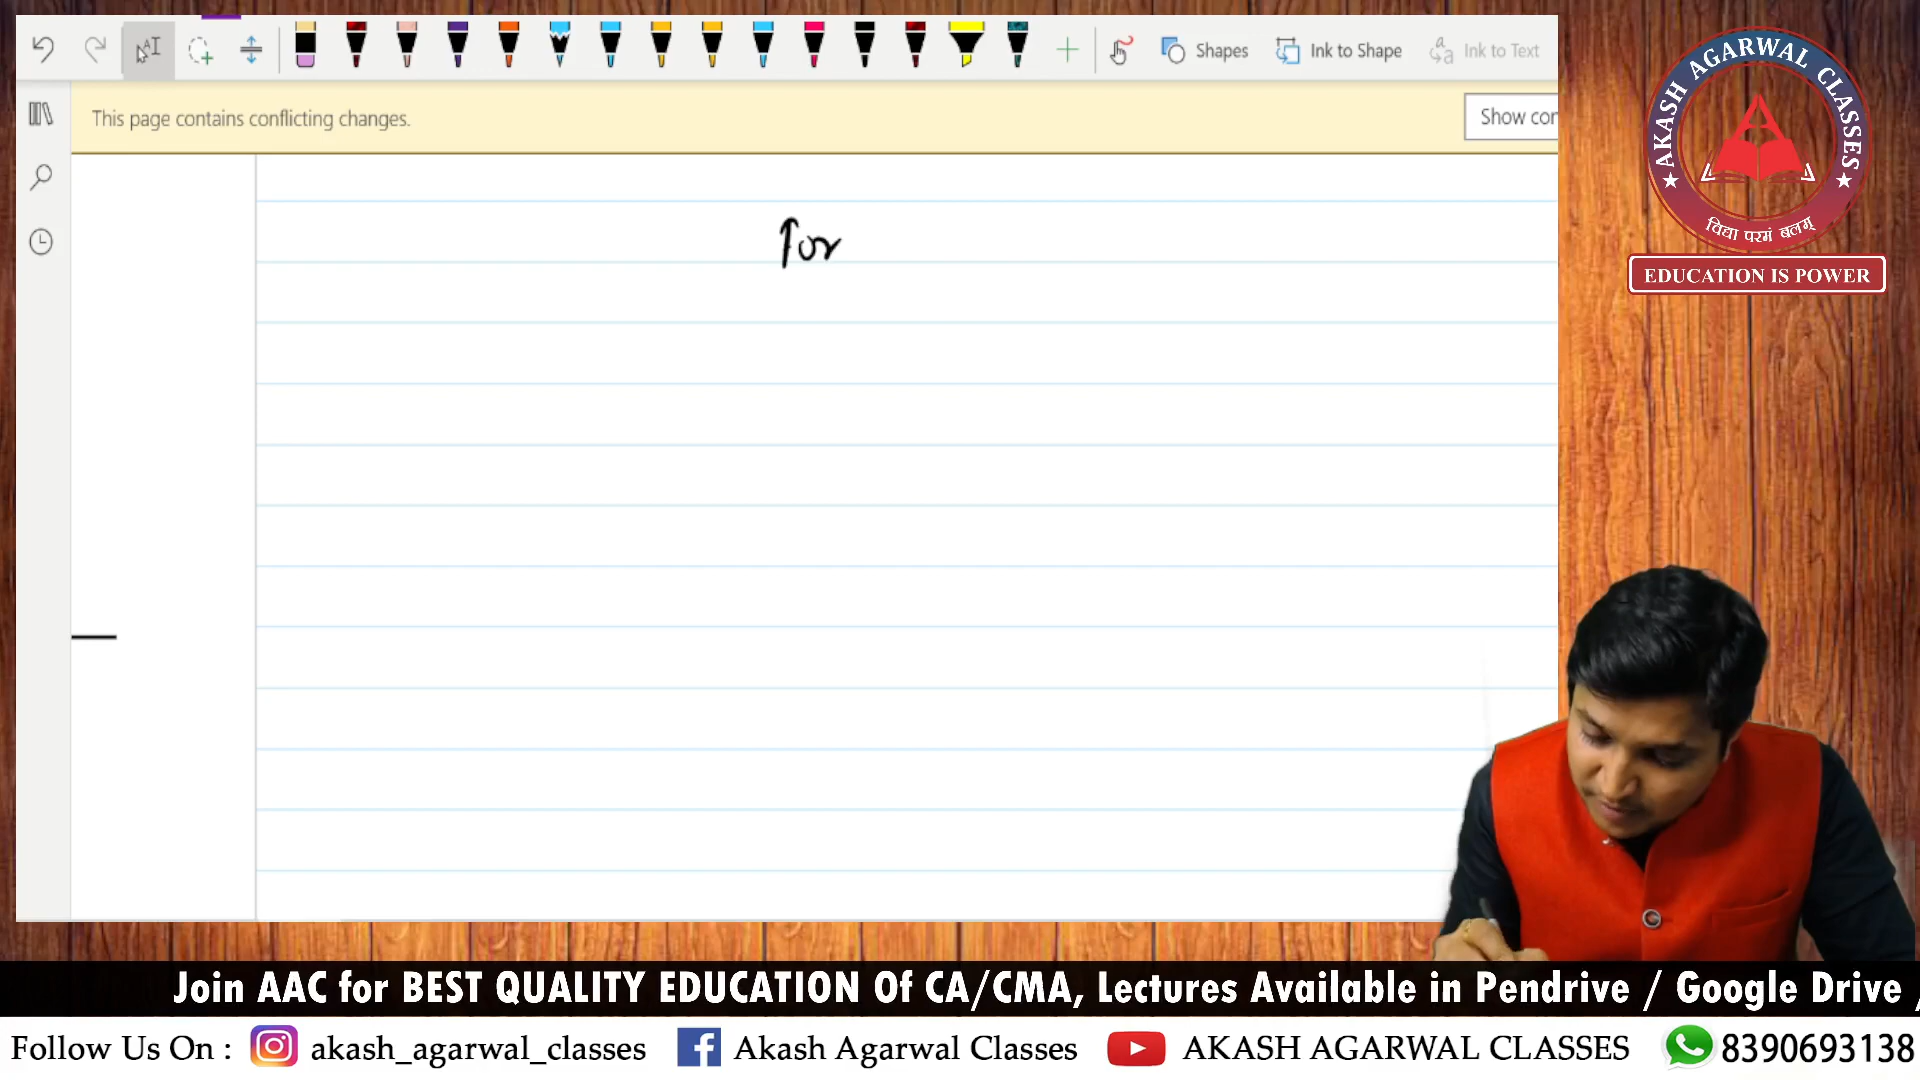 Shapes
Ink to Shape
Ink to Text
This page contains conflicting changes.
Show con
for
AKASH AGARWAL CLASSES
विद्या परमं बलम्
EDUCATION IS POWER
Join AAC for BEST QUALITY EDUCATION Of CA/CMA, Lectures Available in Pendrive / Google Drive /
Follow Us On : akash_agarwal_classes Akash Agarwal Classes AKASH AGARWAL CLASSES 8390693138